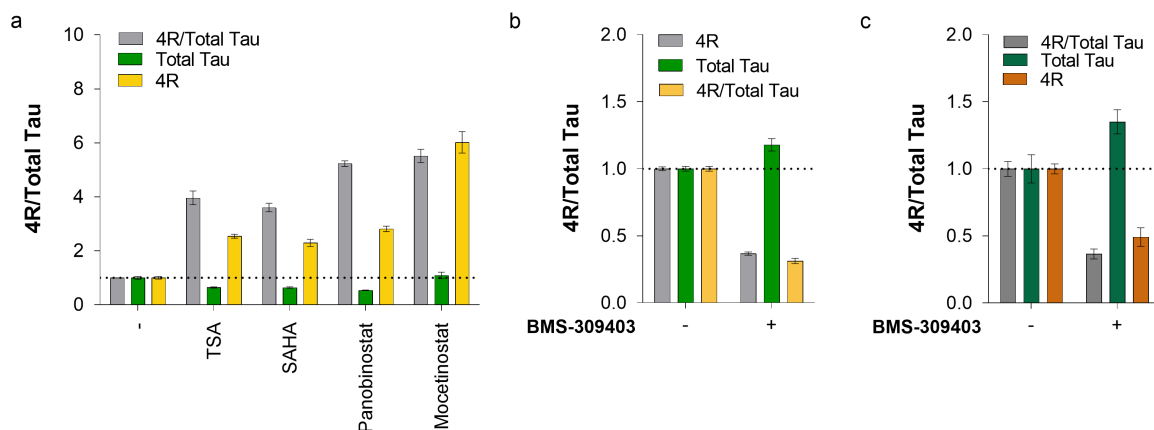 a
4R/Total Tau
10
8
6
4
2
0
4R/Total Tau
Total Tau
4R
-
TSA
SAHA
Panobinostat
Mocetinostat
b
4R/Total Tau
2.0
1.5
1.0
0.5
0.0
4R
Total Tau
4R/Total Tau
BMS-309403 - +
c
4R/Total Tau
2.0
1.5
1.0
0.5
0.0
4R/Total Tau
Total Tau
4R
BMS-309403 - +